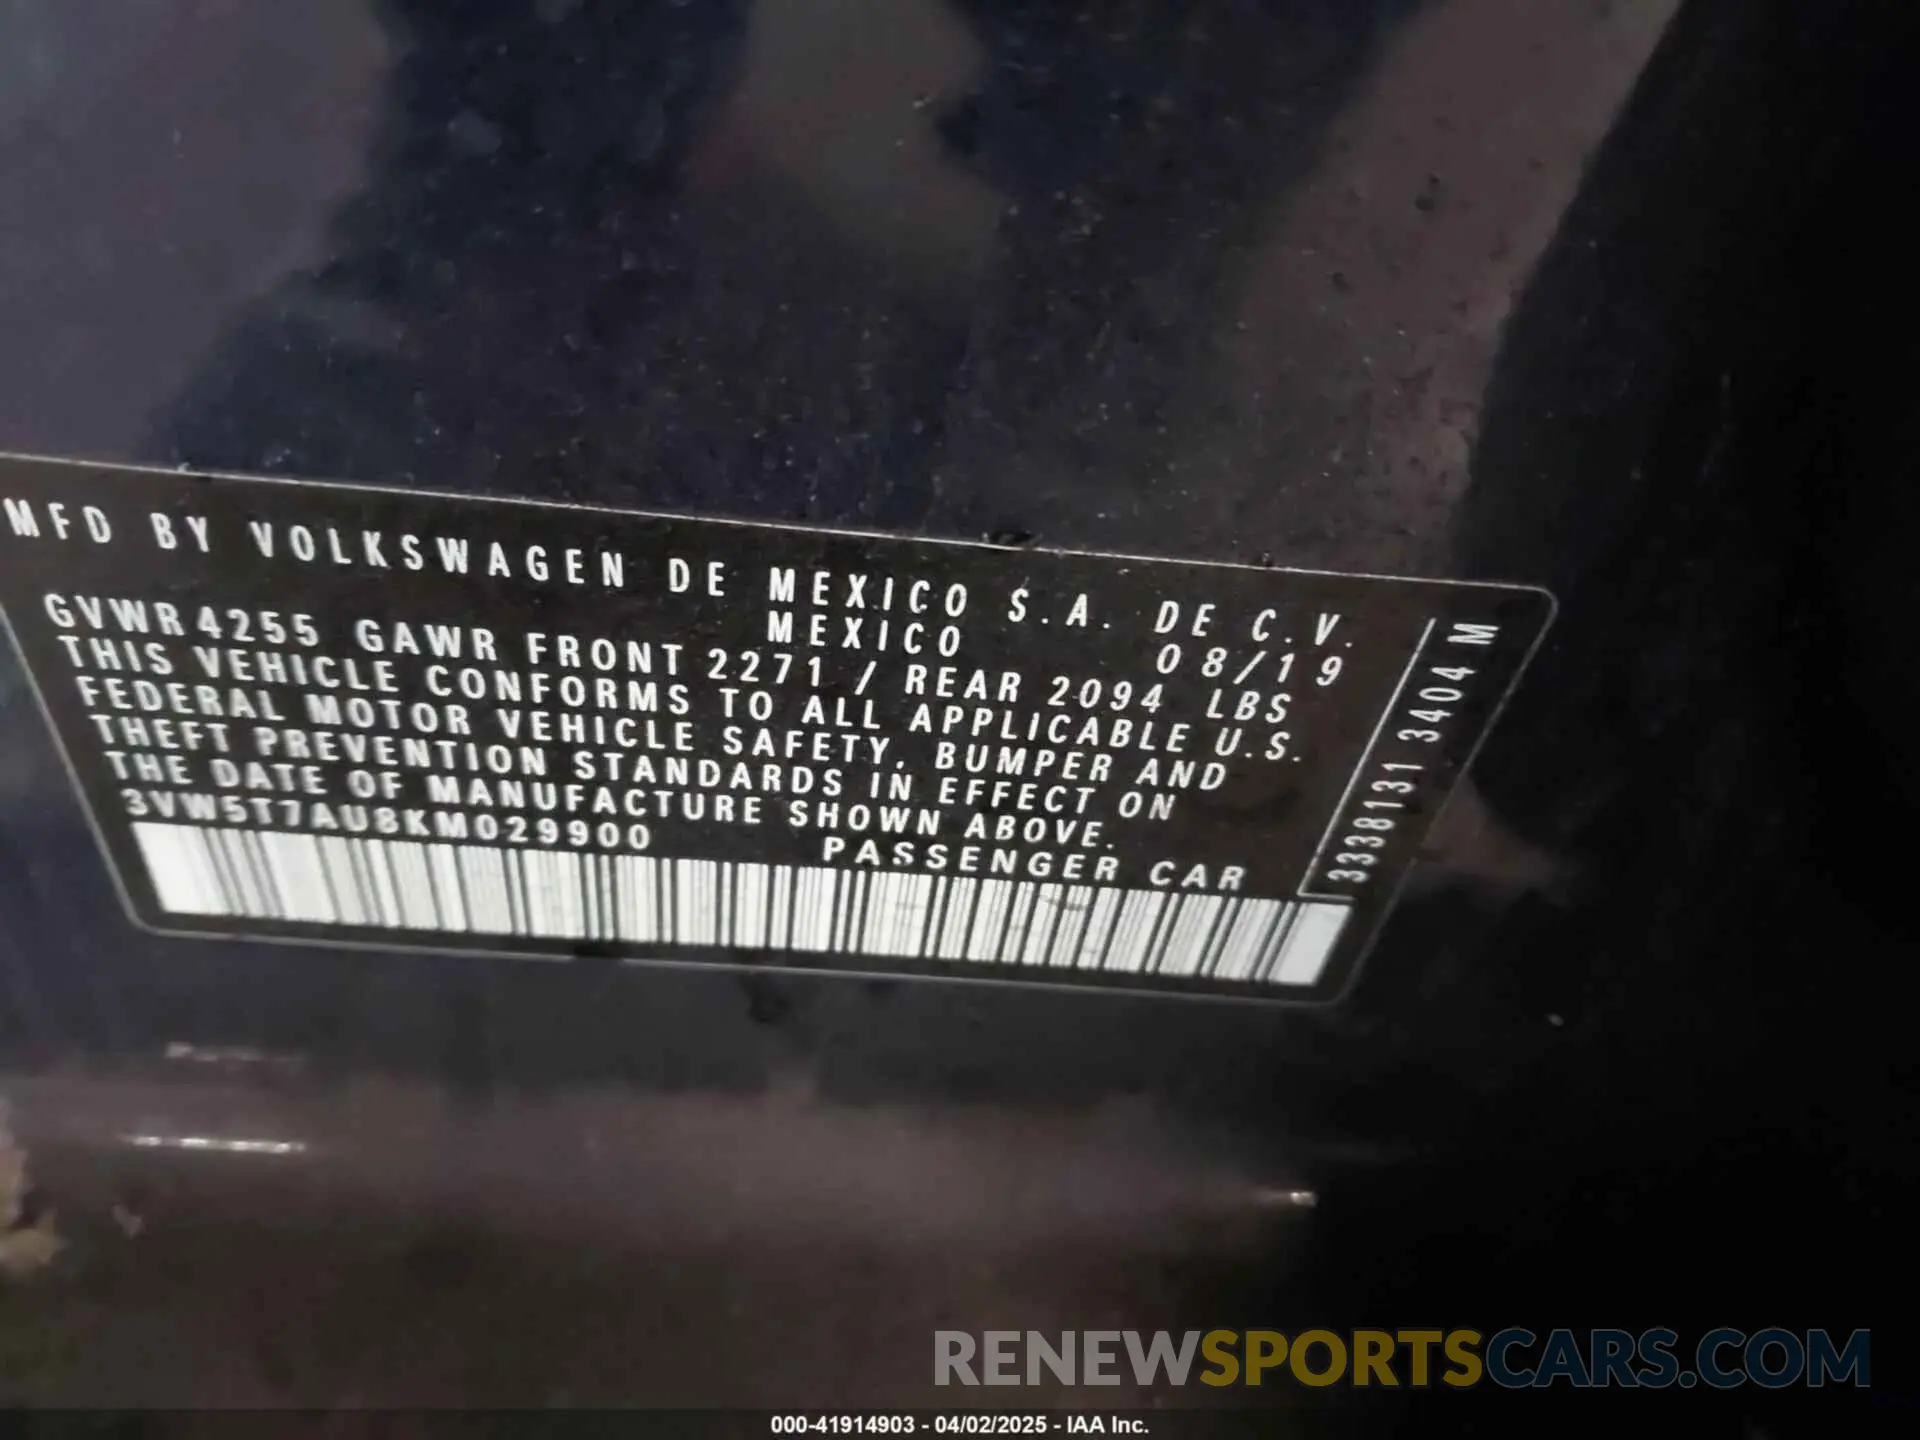 MFD BY VOLKSWAGEN DE MEXICO S.A. DE C.V.
MEXICO 08/19
GVWR 4255 GAWR FRONT 2271 / REAR 2094 LBS
THIS VEHICLE CONFORMS TO ALL APPLICABLE U.S.
FEDERAL MOTOR VEHICLE SAFETY, BUMPER AND
THEFT PREVENTION STANDARDS IN EFFECT ON
THE DATE OF MANUFACTURE SHOWN ABOVE.
3VW5T7AU8KM029900 PASSENGER CAR
3338131 3404 M
RENEWSPORTSCARS.COM
000-41914903 - 04/02/2025 - IAA Inc.